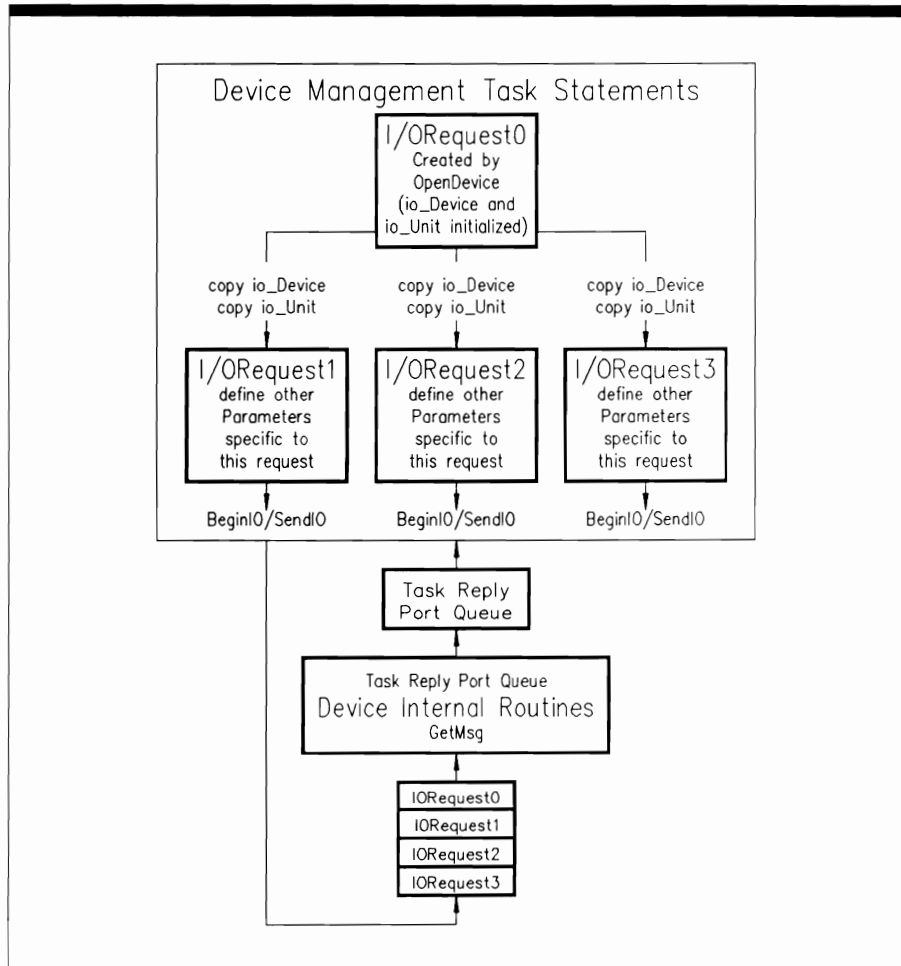 Device Management Task Statements
I/ORequest0
Created by
OpenDevice
(io_Device and
io_Unit initialized)
copy io_Device
copy io_Unit
copy io_Device
copy io_Unit
copy io_Device
copy io_Unit
I/ORequest1
define other
Parameters
specific to
this request
I/ORequest2
define other
Parameters
specific to
this request
I/ORequest3
define other
Parameters
specific to
this request
BeginIO/SendIO
BeginIO/SendIO
BeginIO/SendIO
Task Reply
Port Queue
Task Reply Port Queue
Device Internal Routines
GetMsg
IORequest0
IORequest1
IORequest2
IORequest3